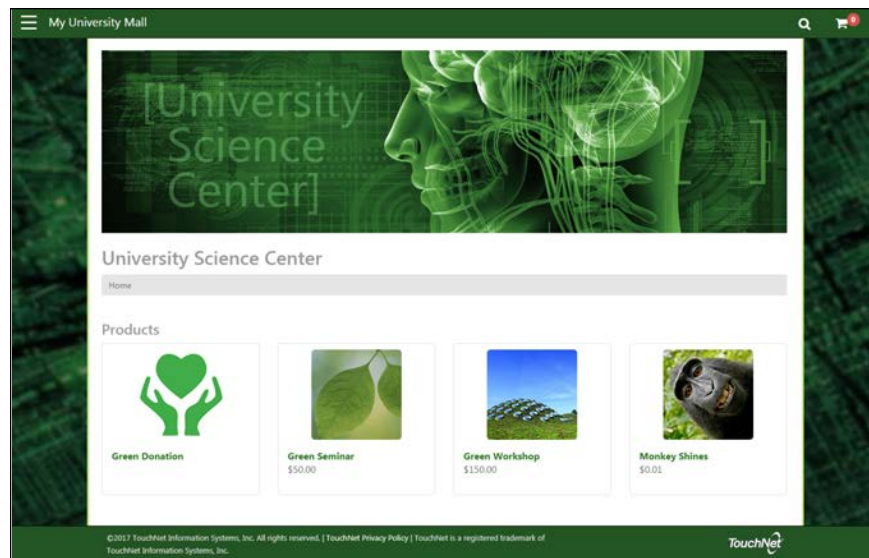 My University Mall
0
[University
Science
Center]
University Science Center
Home
Products
Green Donation
Green Seminar
$50.00
Green Workshop
$150.00
Monkey Shines
$0.01
©2017 TouchNet Information Systems, Inc. All rights reserved. | TouchNet Privacy Policy | TouchNet is a registered trademark of
TouchNet Information Systems, Inc.
TouchNet